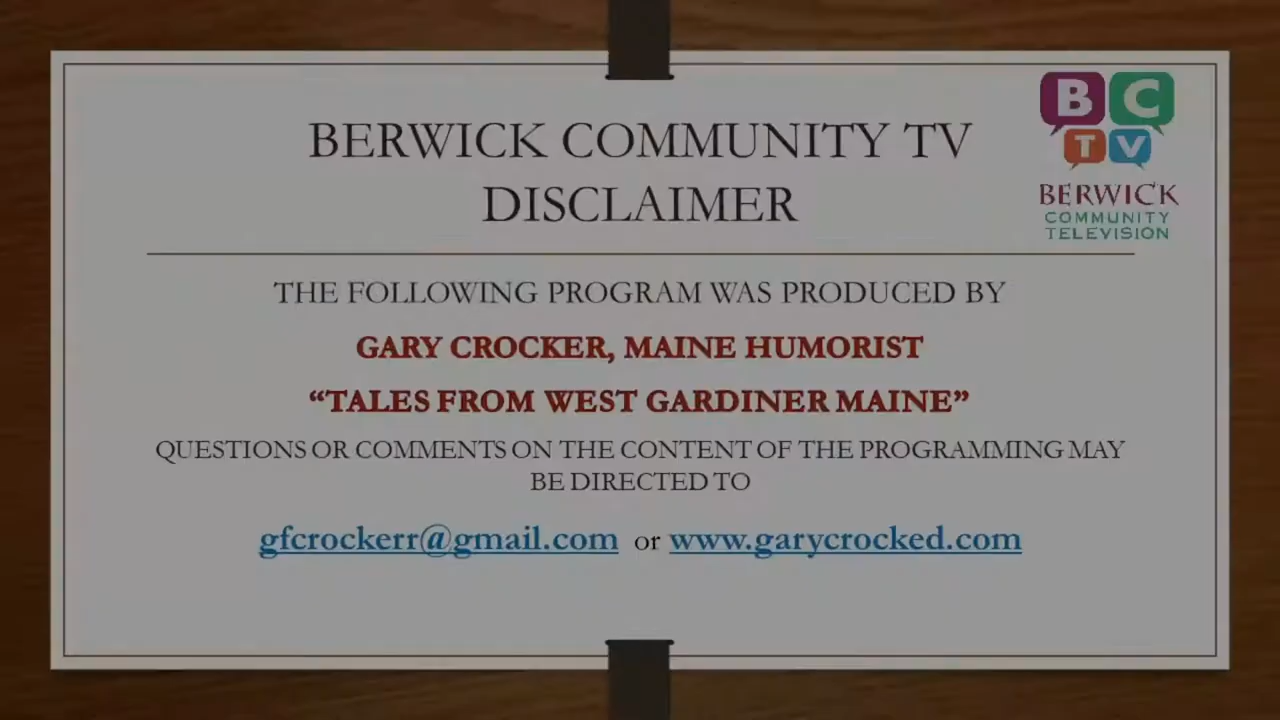 BERWICK COMMUNITY TV
DISCLAIMER
B C
T V
BERWICK
COMMUNITY
TELEVISION
THE FOLLOWING PROGRAM WAS PRODUCED BY
GARY CROCKER, MAINE HUMORIST
“TALES FROM WEST GARDINER MAINE”
QUESTIONS OR COMMENTS ON THE CONTENT OF THE PROGRAMMING MAY
BE DIRECTED TO
gfcrockerr@gmail.com or www.garycrocked.com